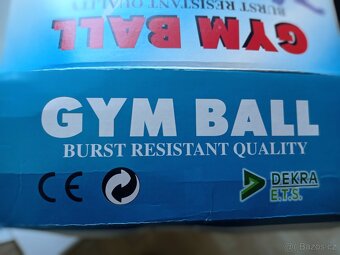 GYM BALL
BURST RESISTANT QUALITY
GYM BALL
BURST RESISTANT QUALITY
CE
DEKRA
E.T.S.
© Bazos.cz